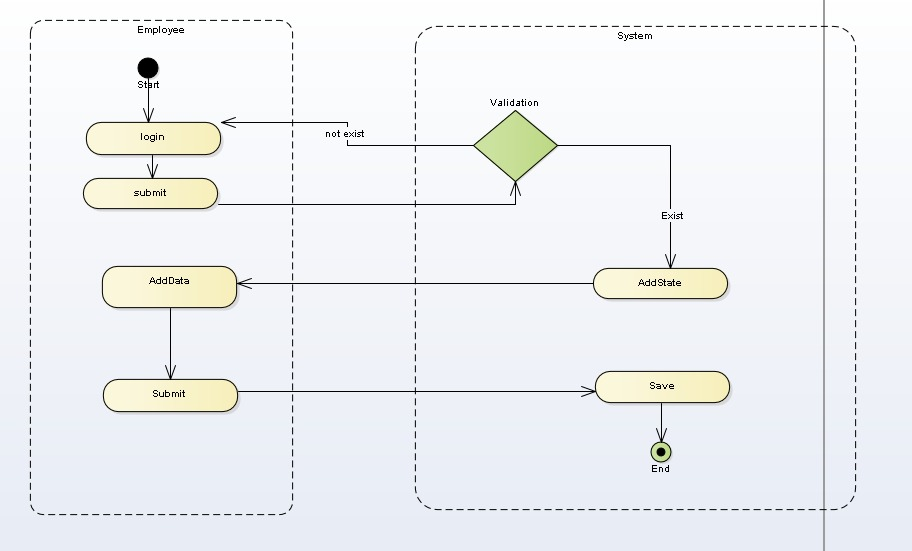 Employee
System
Start
Validation
not exist
login
submit
Exist
AddData
AddState
Submit
Save
End